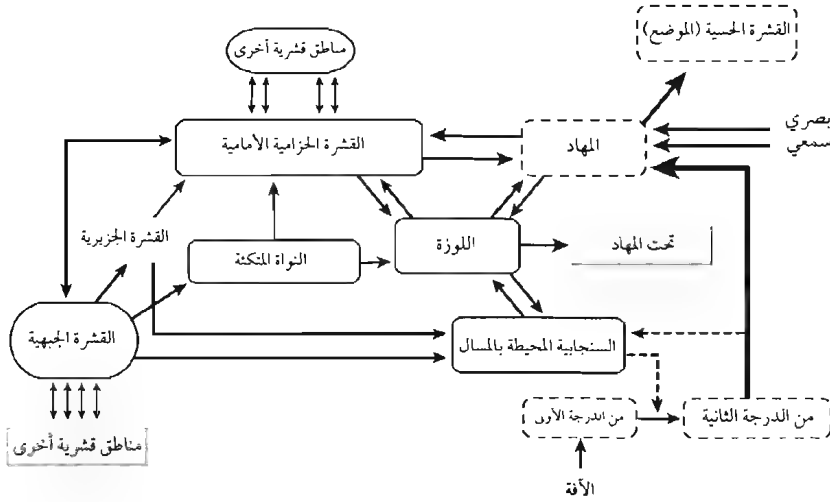 القشرة الحسية (الموضع)
مناطق قشرية أخرى
بصري
سمعي
المهاد
القشرة الحزامية الأمامية
القشرة الجزيرية
النواة المتكئة
اللوزة
تحت المهاد
القشرة الجبهية
السنجابية المحيطة بالمسال
من الدرجة الثانية
من الدرجة الأولى
مناطق قشرية أخرى
الآفة